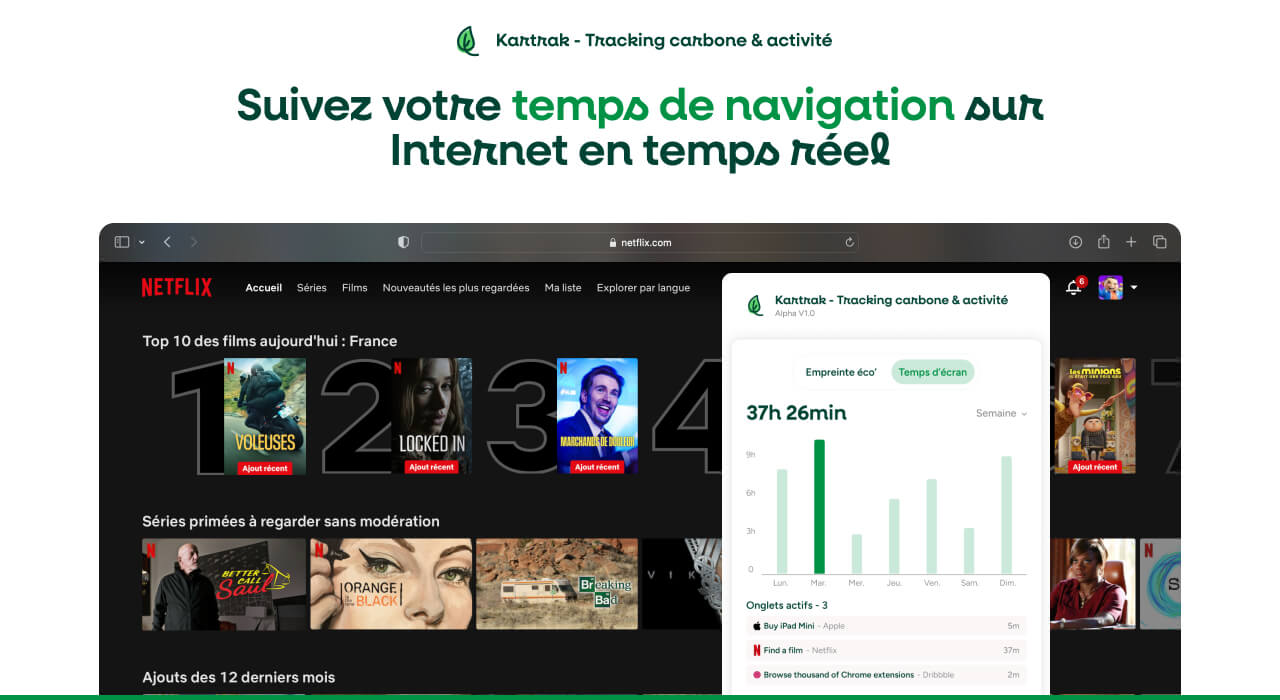 Kartrak - Tracking carbone & activité
Suivez votre temps de navigation sur
Internet en temps réel
netflix.com
NETFLIX
Accueil
Séries
Films
Nouveautés les plus regardées
Ma liste
Explorer par langue
6
Kartrak - Tracking carbone & activité
Alpha V1.0
Top 10 des films aujourd'hui : France
1
N
VOLEUSES
Ajout récent
2
N
LOCKED IN
Ajout récent
3
N
MARCHANDS DE DOULEUR
Ajout récent
4
les MINIONS
Ajout récent
7
Empreinte éco'
Temps d'écran
37h 26min
Semaine
9h
6h
3h
0
Lun.
Mar.
Mer.
Jeu.
Ven.
Sam.
Dim.
Séries primées à regarder sans modération
N
BETTER CALL Saul
N
ORANGE
BLACK
Breaking
Bad
VIK
N
S
Onglets actifs - 3
Buy iPad Mini - Apple 5m
N Find a film - Netflix 37m
Browse thousand of Chrome extensions - Dribbble 2m
Ajouts des 12 derniers mois